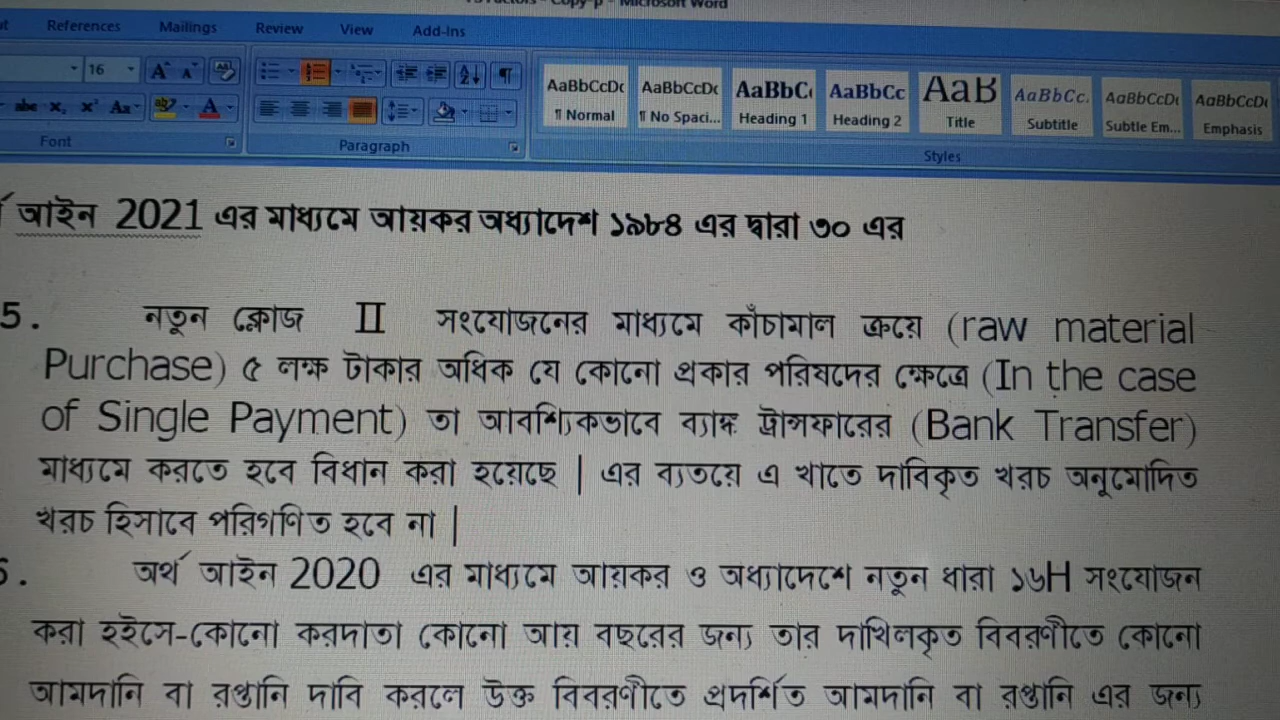 References Mailings Review View Add-Ins
16
AaBbCcDc AaBbCcDc AaBbC AaBbCc AaB AaBbCc. AaBbCcDc AaBbCcDc
¶ Normal ¶ No Spaci... Heading 1 Heading 2 Title Subtitle Subtle Em... Emphasis
Font Paragraph Styles
আইন 2021 এর মাধ্যমে আয়কর অধ্যাদেশ ১৯৮৪ এর দ্বারা ৩০ এর
5. নতুন ক্লোজ II সংযোজনের মাধ্যমে কাঁচামাল ক্রয়ে (raw material
Purchase) ৫ লক্ষ টাকার অধিক যে কোনো প্রকার পরিষদের ক্ষেত্রে (In the case
of Single Payment) তা আবশ্যিকভাবে ব্যাঙ্ক ট্রান্সফারের (Bank Transfer)
মাধ্যমে করতে হবে বিধান করা হয়েছে | এর ব্যতয়ে এ খাতে দাবিকৃত খরচ অনুমোদিত
খরচ হিসাবে পরিগণিত হবে না |
অর্থ আইন 2020 এর মাধ্যমে আয়কর ও অধ্যাদেশে নতুন ধারা ১৬H সংযোজন
করা হইসে-কোনো করদাতা কোনো আয় বছরের জন্য তার দাখিলকৃত বিবরণীতে কোনো
আমদানি বা রপ্তানি দাবি করলে উক্ত বিবরণীতে প্রদর্শিত আমদানি বা রপ্তানি এর জন্য